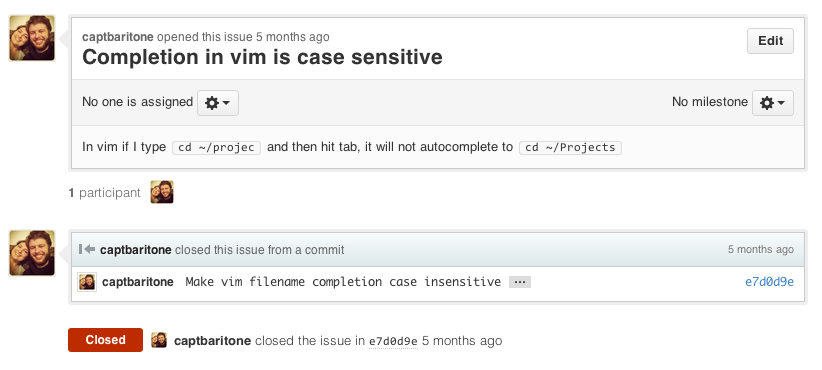 captbaritone opened this issue 5 months ago
Edit
Completion in vim is case sensitive
No one is assigned
No milestone
In vim if I type cd ~/projec and then hit tab, it will not autocomplete to cd ~/Projects
1 participant
captbaritone closed this issue from a commit
5 months ago
captbaritone Make vim filename completion case insensitive ...
e7d0d9e
Closed
captbaritone closed the issue in e7d0d9e 5 months ago